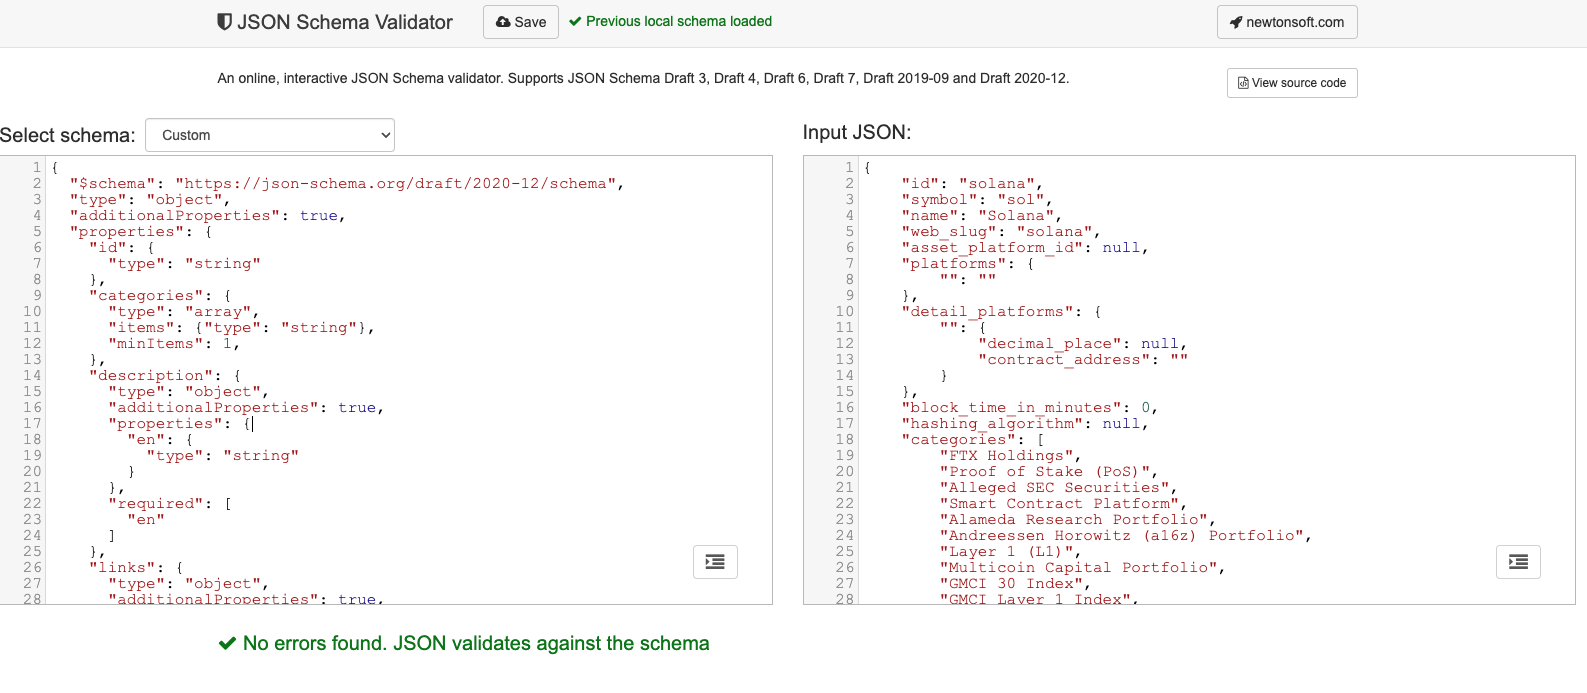 JSON Schema Validator
Save
Previous local schema loaded
newtonsoft.com
An online, interactive JSON Schema validator. Supports JSON Schema Draft 3, Draft 4, Draft 6, Draft 7, Draft 2019-09 and Draft 2020-12.
View source code
Select schema:
Custom
1 {
2 "$schema": "https://json-schema.org/draft/2020-12/schema",
3 "type": "object",
4 "additionalProperties": true,
5 "properties": {
6 "id": {
7 "type": "string"
8 },
9 "categories": {
10 "type": "array",
11 "items": {"type": "string"},
12 "minItems": 1,
13 },
14 "description": {
15 "type": "object",
16 "additionalProperties": true,
17 "properties": {
18 "en": {
19 "type": "string"
20 }
21 },
22 "required": [
23 "en"
24 ]
25 },
26 "links": {
27 "type": "object",
28 "additionalProperties": true,
Input JSON:
1 {
2 "id": "solana",
3 "symbol": "sol",
4 "name": "Solana",
5 "web_slug": "solana",
6 "asset_platform_id": null,
7 "platforms": {
8 "": ""
9 },
10 "detail_platforms": {
11 "": {
12 "decimal_place": null,
13 "contract_address": ""
14 }
15 },
16 "block_time_in_minutes": 0,
17 "hashing_algorithm": null,
18 "categories": [
19 "FTX Holdings",
20 "Proof of Stake (PoS)",
21 "Alleged SEC Securities",
22 "Smart Contract Platform",
23 "Alameda Research Portfolio",
24 "Andreessen Horowitz (a16z) Portfolio",
25 "Layer 1 (L1)",
26 "Multicoin Capital Portfolio",
27 "GMCI 30 Index",
28 "GMCI Layer 1 Index",
No errors found. JSON validates against the schema